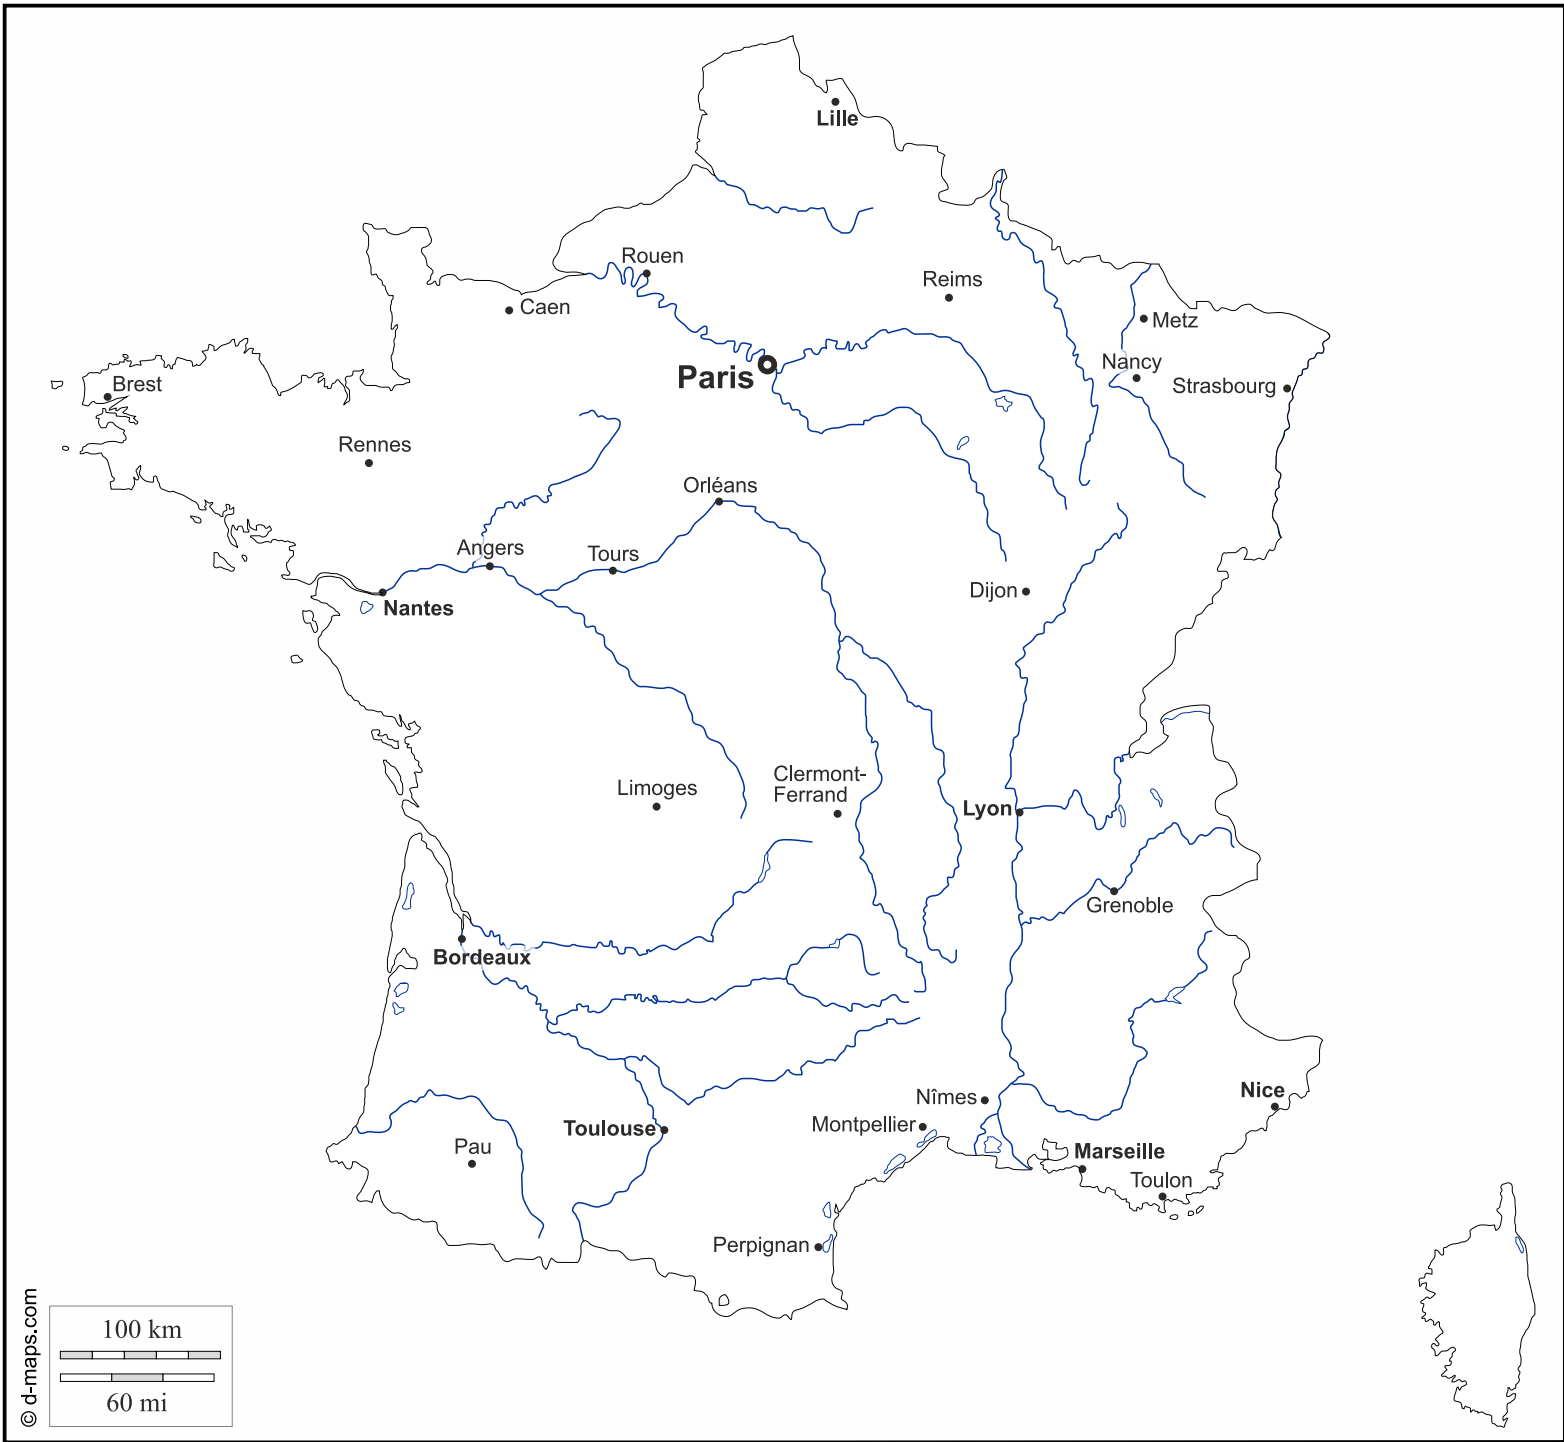 Lille
Rouen
Reims
Caen
Metz
Paris
Nancy
Strasbourg
Brest
Rennes
Orléans
Angers
Tours
Dijon
Nantes
Limoges
Clermont-
Ferrand
Lyon
Grenoble
Bordeaux
Nîmes
Nice
Montpellier
Toulouse
Pau
Marseille
Toulon
Perpignan
100 km
60 mi
© d-maps.com